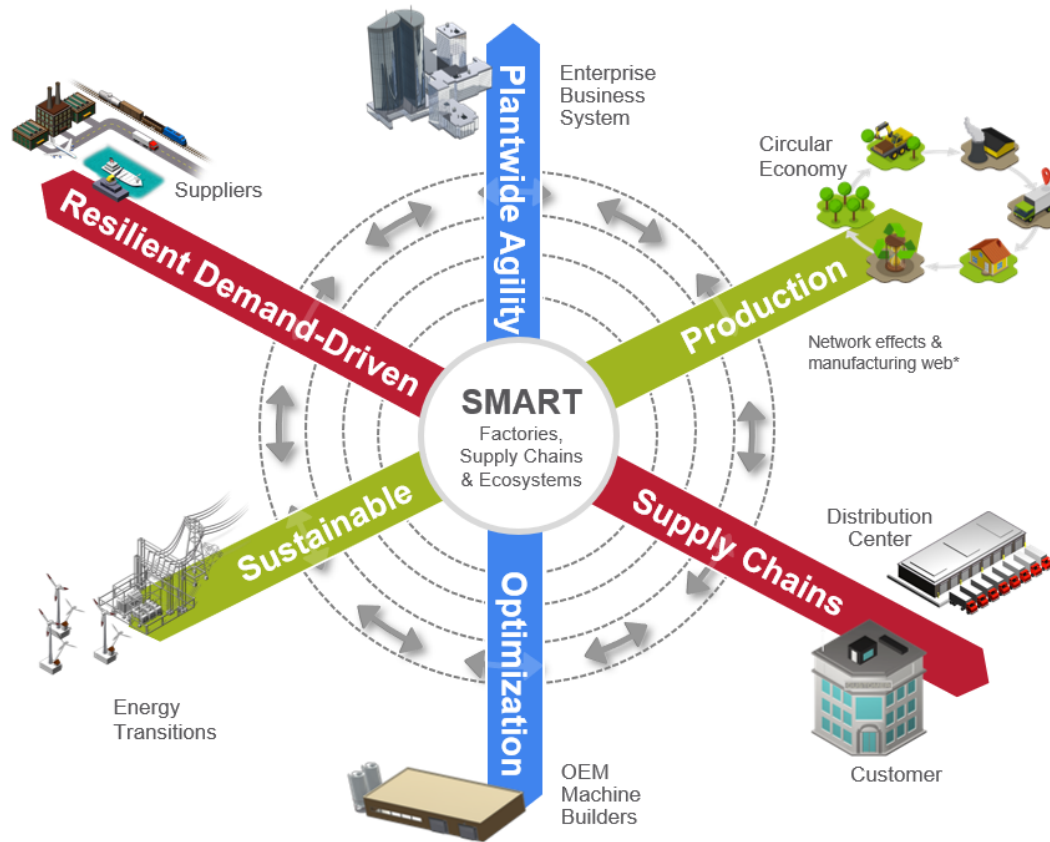 Plantwide Agility
Enterprise
Business
System
Suppliers
Circular
Economy
Resilient Demand-Driven
Production
Network effects &
manufacturing web*
SMART
Factories,
Supply Chains
& Ecosystems
Sustainable
Supply Chains
Distribution
Center
Optimization
Energy
Transitions
OEM
Machine
Builders
Customer